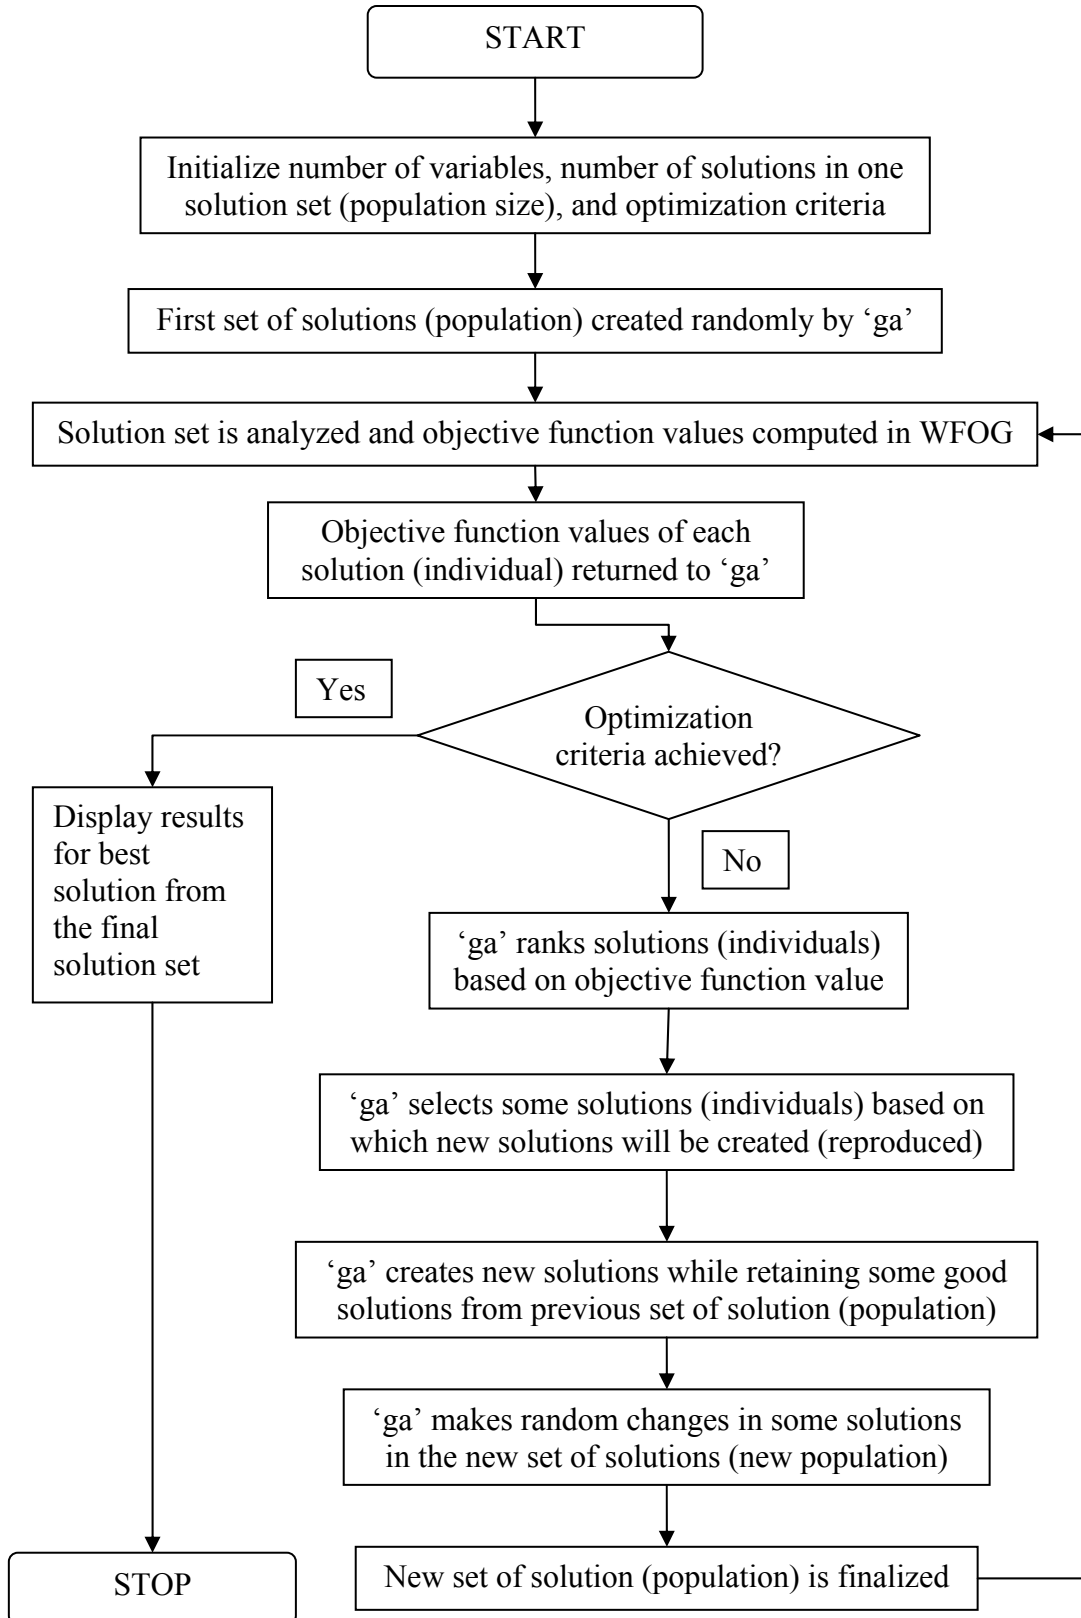 START
Initialize number of variables, number of solutions in one
solution set (population size), and optimization criteria
First set of solutions (population) created randomly by ‘ga’
Solution set is analyzed and objective function values computed in WFOG
Objective function values of each
solution (individual) returned to ‘ga’
Yes
Optimization
criteria achieved?
Display results
for best
solution from
the final
solution set
No
‘ga’ ranks solutions (individuals)
based on objective function value
‘ga’ selects some solutions (individuals) based on
which new solutions will be created (reproduced)
‘ga’ creates new solutions while retaining some good
solutions from previous set of solution (population)
‘ga’ makes random changes in some solutions
in the new set of solutions (new population)
New set of solution (population) is finalized
STOP